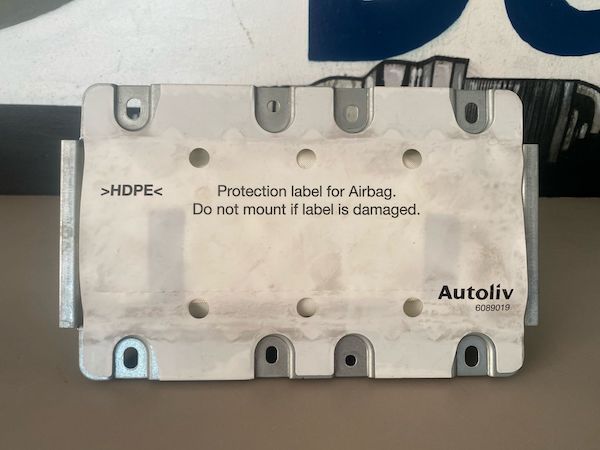 >HDPE<
Protection label for Airbag.
Do not mount if label is damaged.
Autoliv
6089019